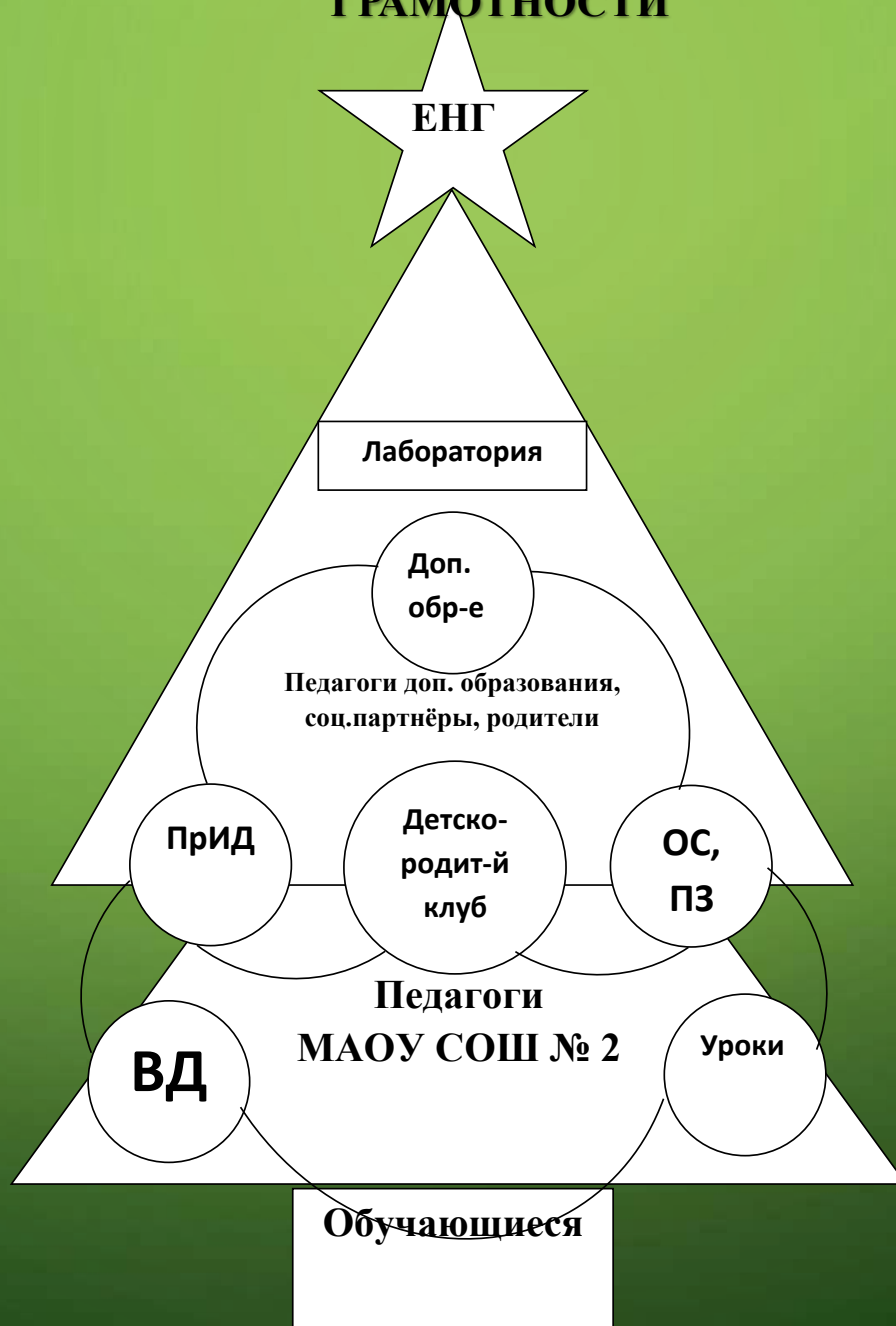 ГРАМОТНОСТИ
ЕНГ
Лаборатория
Доп.
обр-е
Педагоги доп. образования,
соц.партнёры, родители
ПрИД
Детско-
родит-й
клуб
ОС,
ПЗ
Педагоги
МАОУ СОШ № 2
ВД
Уроки
Обучающиеся